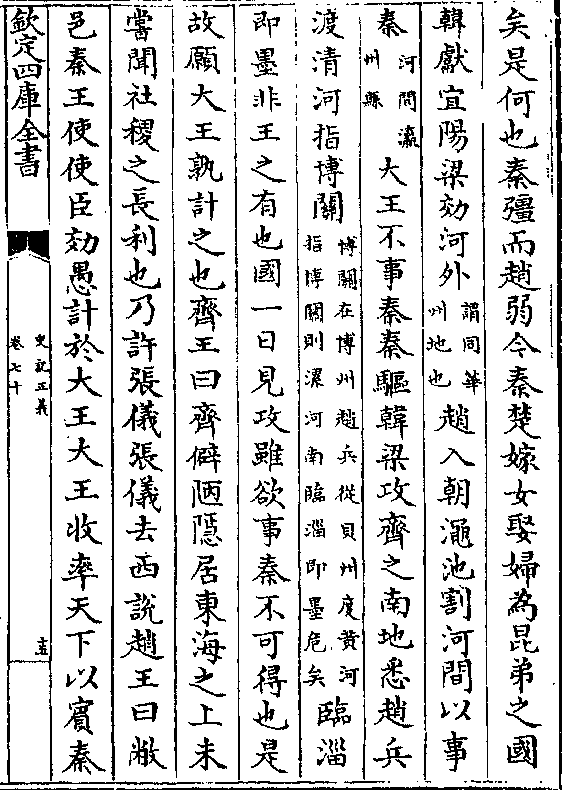 矣是何也秦彊而趙弱今秦楚嫁女娶婦為昆弟之國
韓獻宜陽梁効河外謂同華州地也趙入朝澠池割河間以事
秦河間瀛州縣大王不事秦秦驅韓梁攻齊之南地悉趙兵
渡清河指博關博關在博州趙兵從貝州度黃河指博關則漯河南臨淄即墨危矣臨淄
即墨非王之有也國一日見攻雖欲事秦不可得也是
故願大王孰計之也齊王曰齊僻陋隱居東海之上未
嘗聞社稷之長利也乃許張儀張儀去西說趙王曰敝
邑秦王使使臣効愚計於大王大王收率天下以賓秦
欽定四庫全書
史記正義
卷七十
十五